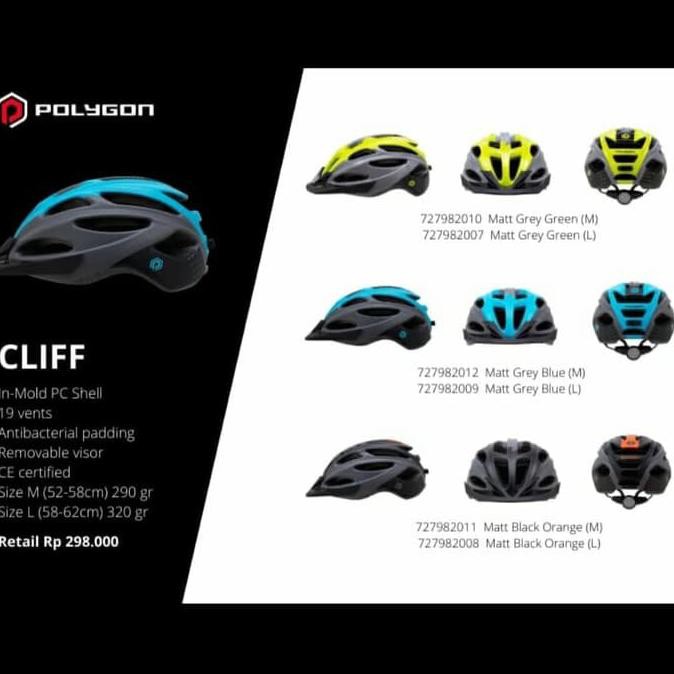 POLYGON
CLIFF
In-Mold PC Shell
19 vents
Antibacterial padding
Removable visor
CE certified
Size M (52-58cm) 290 gr
Size L (58-62cm) 320 gr
Retail Rp 298.000
727982010 Matt Grey Green (M)
727982007 Matt Grey Green (L)
727982012 Matt Grey Blue (M)
727982009 Matt Grey Blue (L)
727982011 Matt Black Orange (M)
727982008 Matt Black Orange (L)